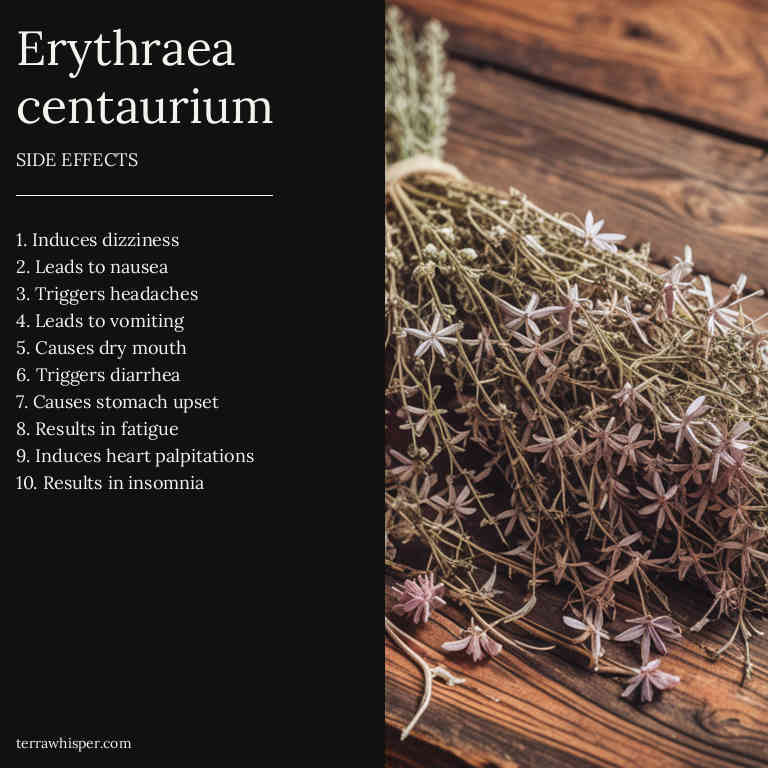 Erythraea
centaurium
SIDE EFFECTS
1. Induces dizziness
2. Leads to nausea
3. Triggers headaches
4. Leads to vomiting
5. Causes dry mouth
6. Triggers diarrhea
7. Causes stomach upset
8. Results in fatigue
9. Induces heart palpitations
10. Results in insomnia
terrawhisper.com